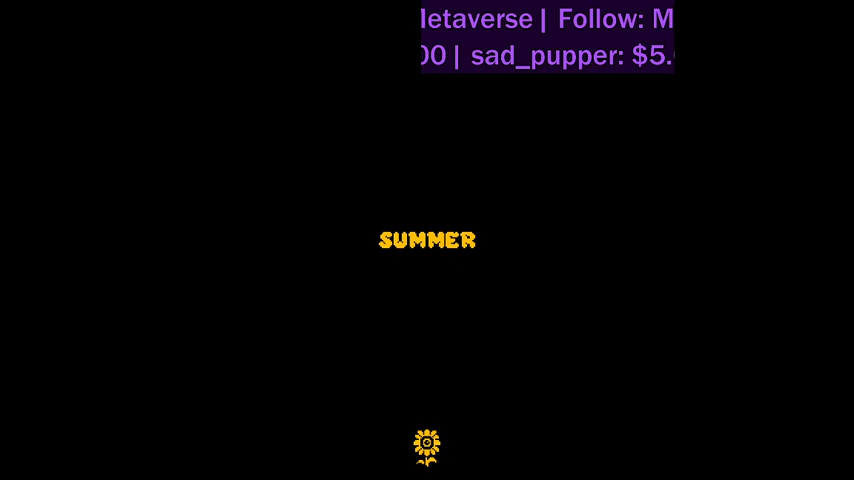 etaverse | Follow: M
00 | sad_pupper: $5.
SUMMER